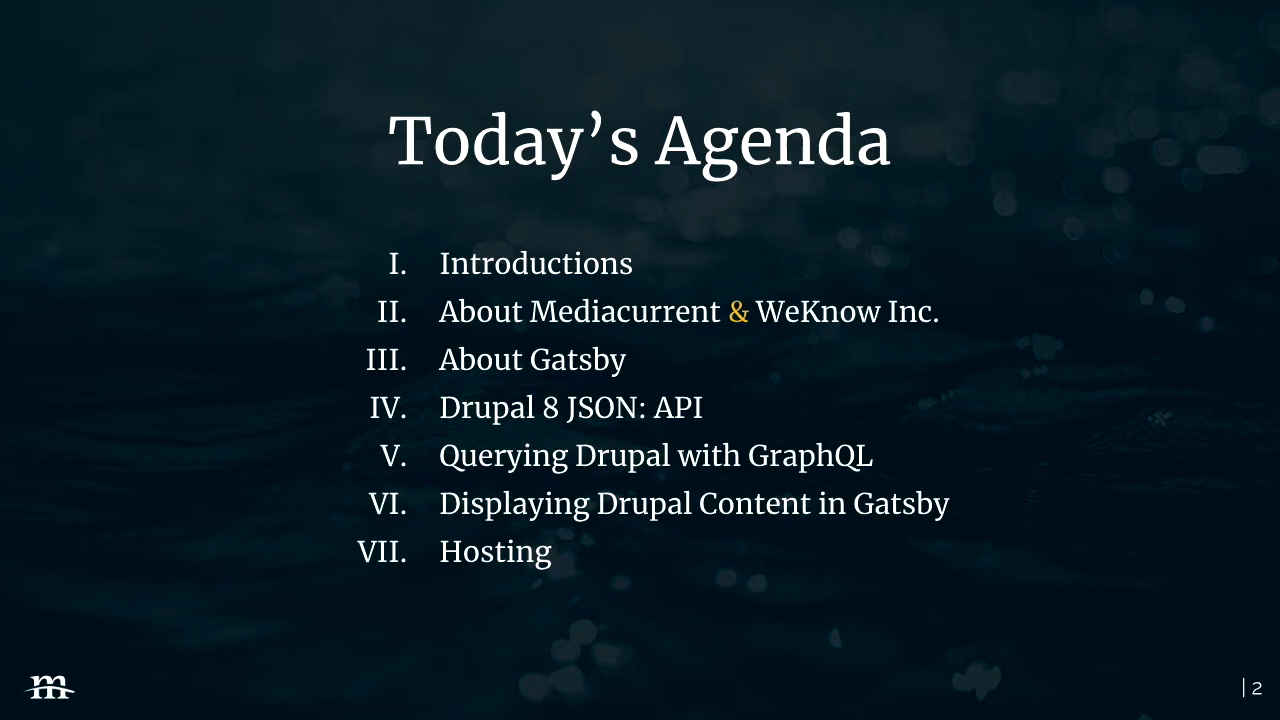 Today’s Agenda
I. Introductions
II. About Mediacurrent & WeKnow Inc.
III. About Gatsby
IV. Drupal 8 JSON: API
V. Querying Drupal with GraphQL
VI. Displaying Drupal Content in Gatsby
VII. Hosting
m
| 2